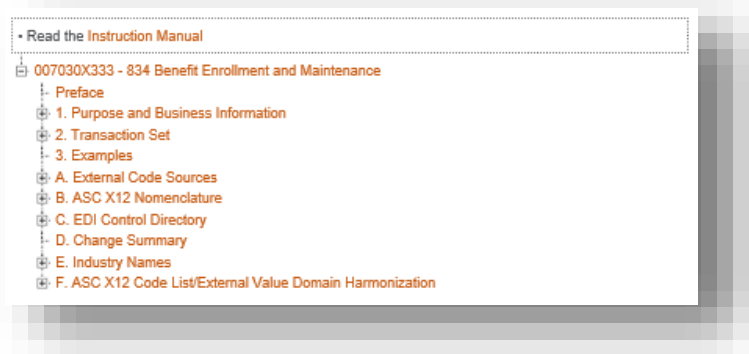 • Read the Instruction Manual
007030X333 - 834 Benefit Enrollment and Maintenance
Preface
1. Purpose and Business Information
2. Transaction Set
3. Examples
A. External Code Sources
B. ASC X12 Nomenclature
C. EDI Control Directory
D. Change Summary
E. Industry Names
F. ASC X12 Code List/External Value Domain Harmonization